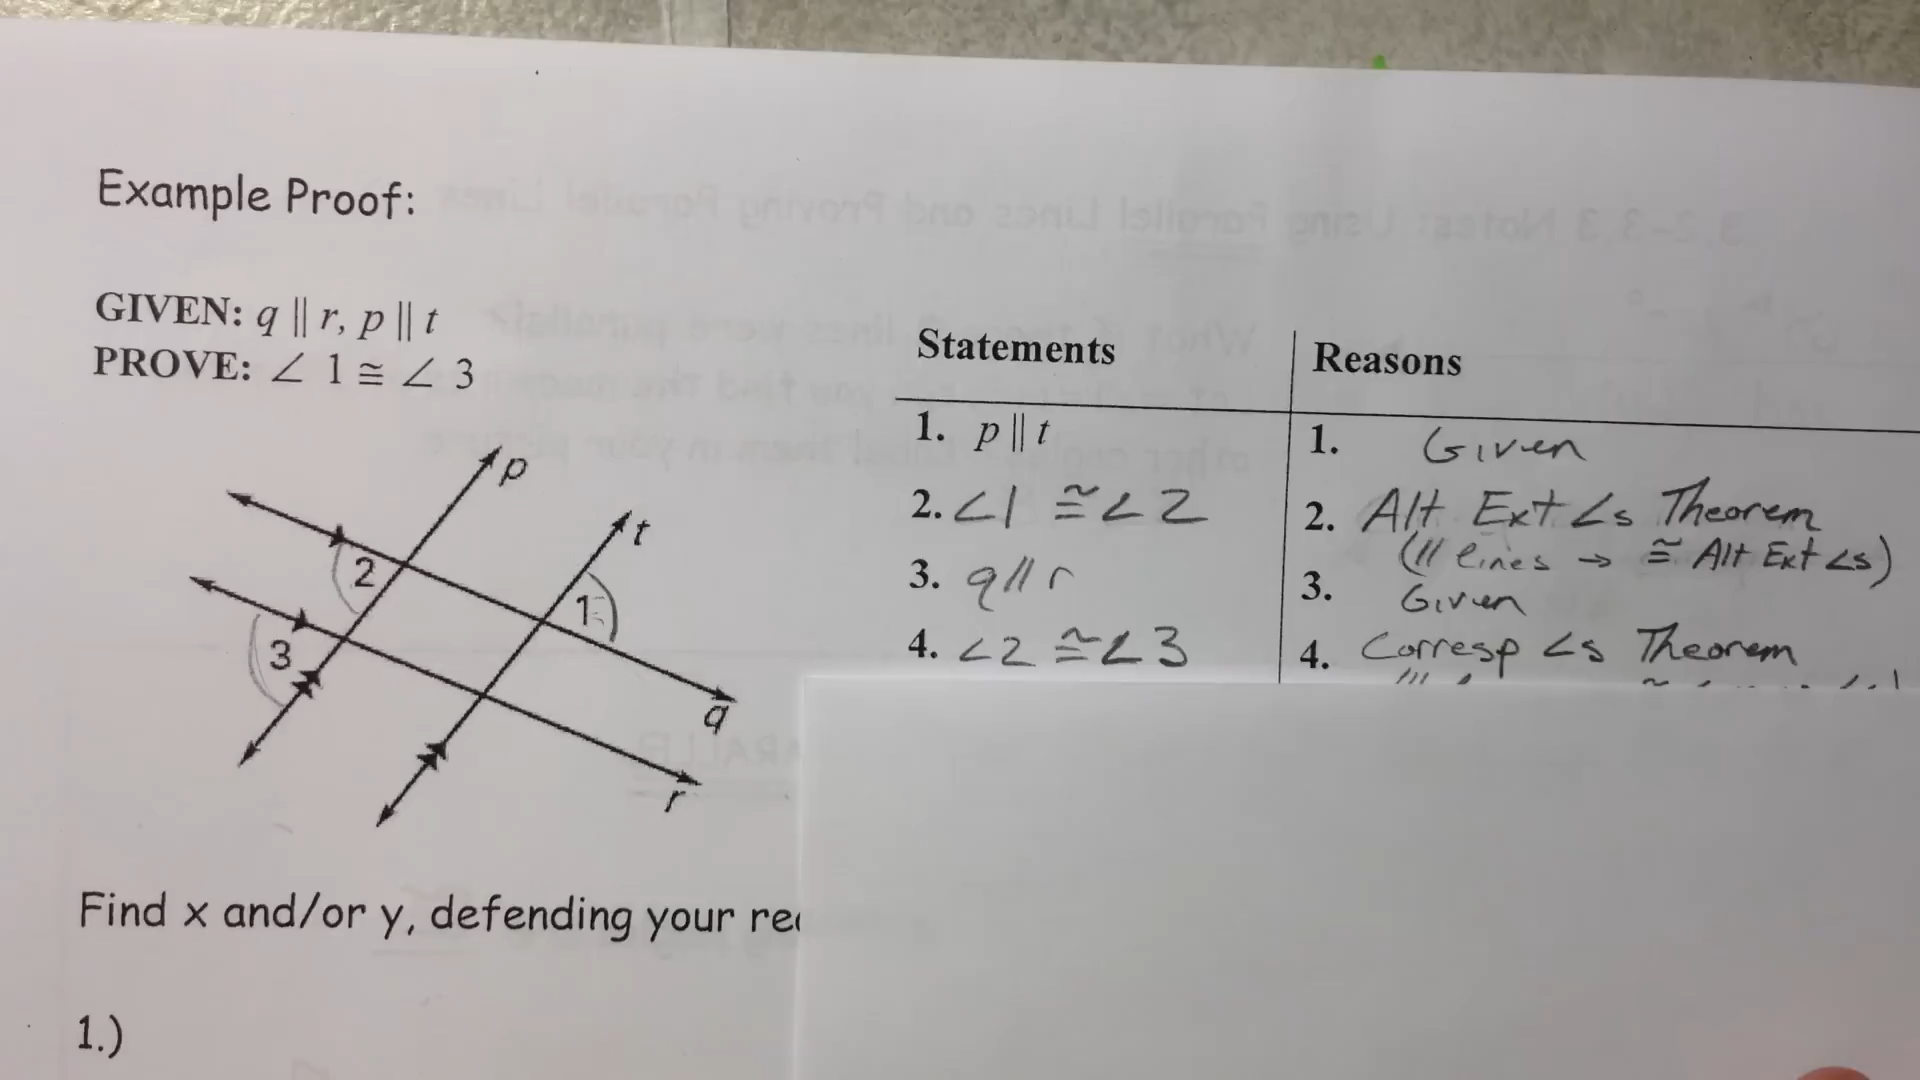 Example Proof:
GIVEN: q || r, p || t
PROVE: ∠ 1 ≅ ∠ 3
Statements
Reasons
1. p || t
1. Given
2. ∠1 ≅ ∠2
2. Alt Ext ∠s Theorem
(// lines → ≅ Alt Ext ∠s)
3. q // r
3. Given
4. ∠2 ≅ ∠3
4. Corresp ∠s Theorem
p
t
2
1
3
q
r
Find x and/or y, defending your
1.)